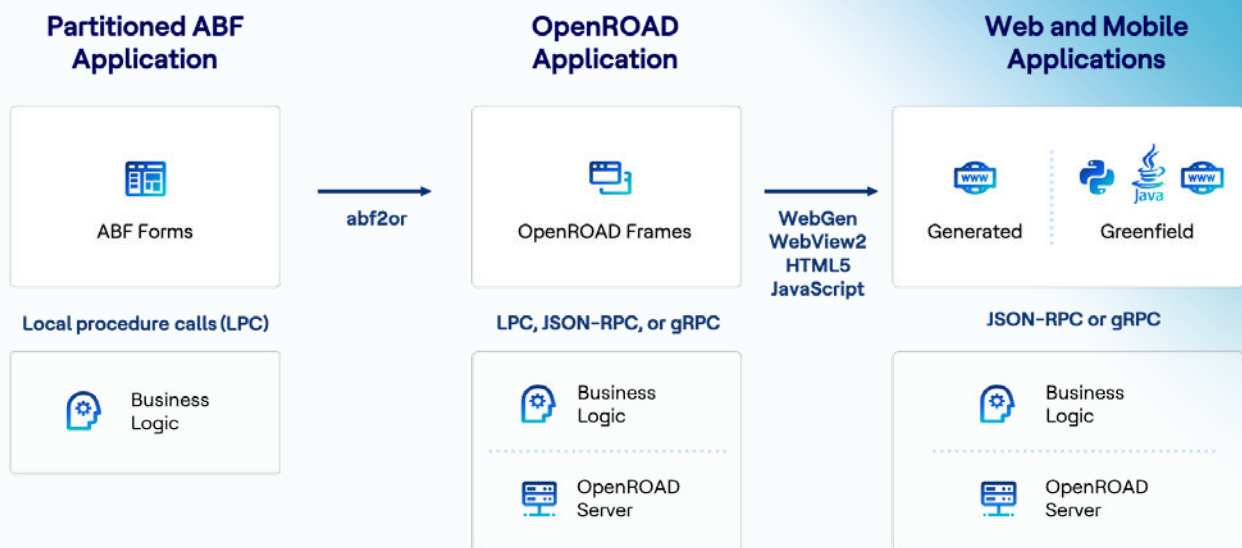 Partitioned ABF
Application
OpenROAD
Application
Web and Mobile
Applications
ABF Forms
abf2or
OpenROAD Frames
WebGen
WebView2
HTML5
JavaScript
www
Generated
Java
www
Greenfield
Local procedure calls (LPC)
LPC, JSON-RPC, or gRPC
JSON-RPC or gRPC
Business
Logic
Business
Logic
OpenROAD
Server
Business
Logic
OpenROAD
Server